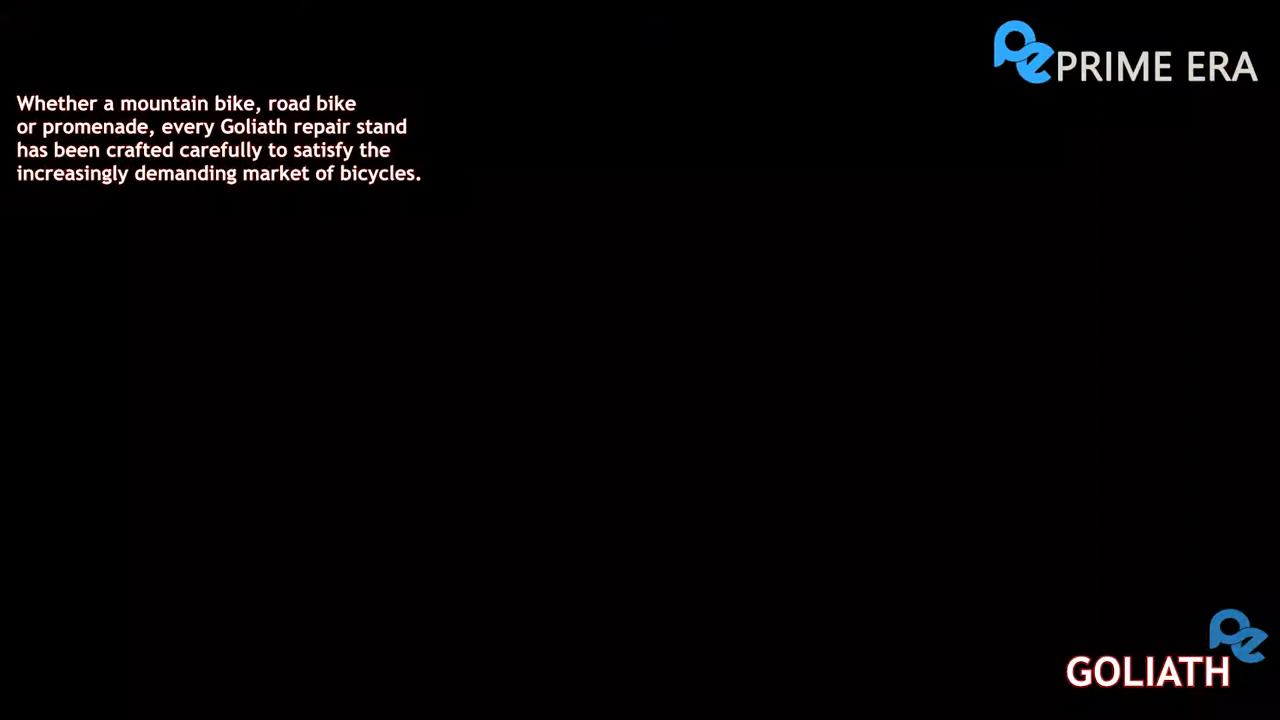 PRIME ERA
Whether a mountain bike, road bike
or promenade, every Goliath repair stand
has been crafted carefully to satisfy the
increasingly demanding market of bicycles.
GOLIATH